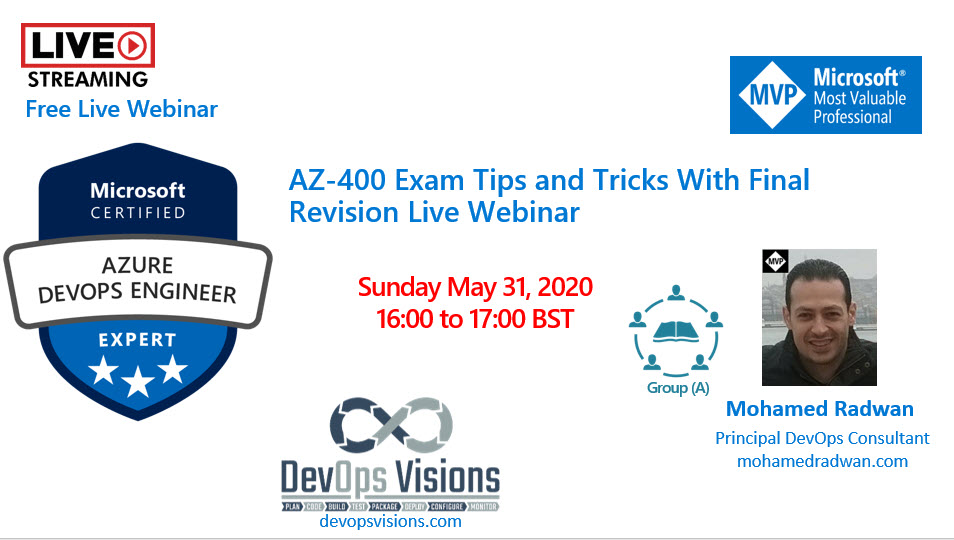 LIVE
STREAMING
Free Live Webinar
MVP
Microsoft®
Most Valuable
Professional
Microsoft
CERTIFIED
AZURE
DEVOPS ENGINEER
EXPERT
AZ-400 Exam Tips and Tricks With Final
Revision Live Webinar
Sunday May 31, 2020
16:00 to 17:00 BST
Group (A)
MVP
Mohamed Radwan
Principal DevOps Consultant
mohamedradwan.com
DevOps Visions
PLAN CODE BUILD TEST PACKAGE DEPLOY CONFIGURE MONITOR
devopsvisions.com